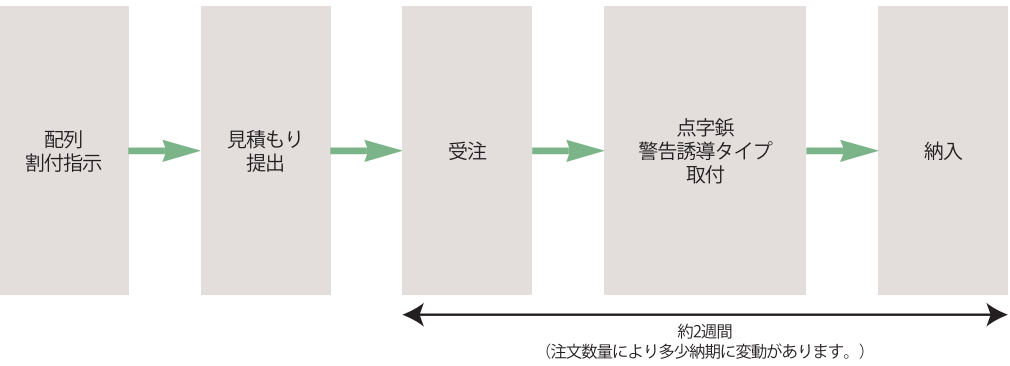 配列
割付指示
見積もり
提出
受注
点字鋲
警告誘導タイプ
取付
納入
約2週間
（注文数量により多少納期に変動があります。）